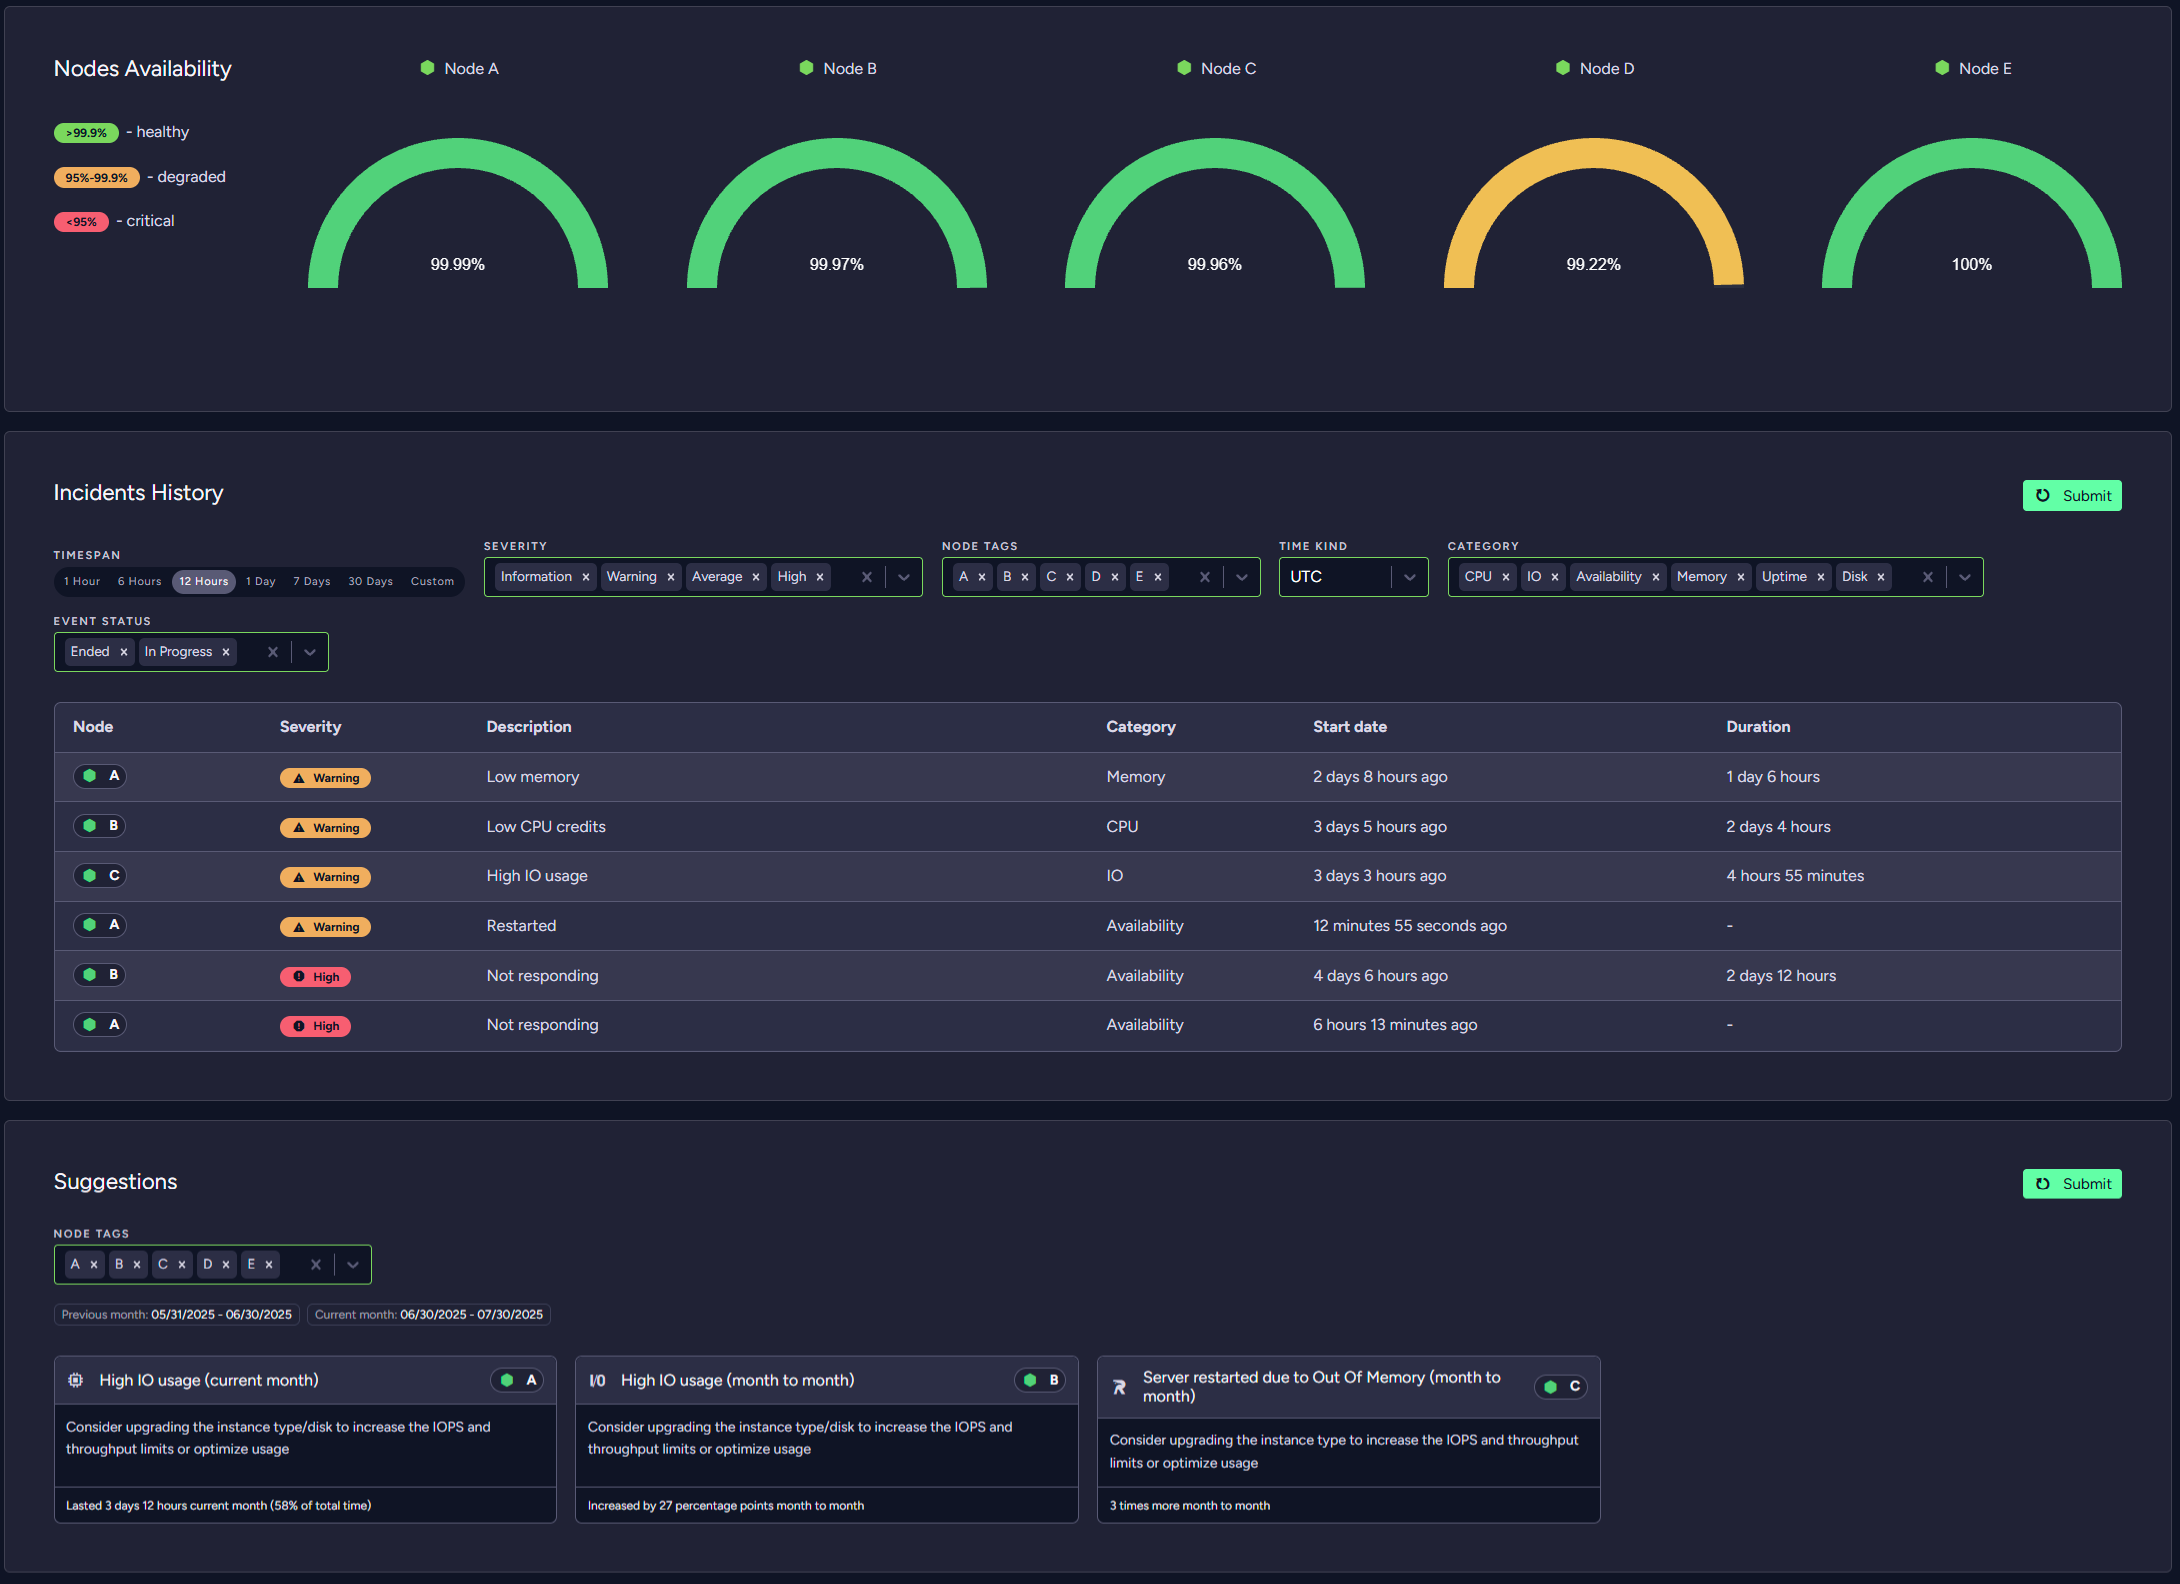 Nodes Availability
>99.9% - healthy
95%-99.9% - degraded
<95% - critical
Node A
99.99%
Node B
99.97%
Node C
99.96%
Node D
99.22%
Node E
100%
Incidents History
Submit
TIMESPAN
1 Hour 6 Hours 12 Hours 1 Day 7 Days 30 Days Custom
SEVERITY
Information × Warning × Average × High ×
NODE TAGS
A × B × C × D × E ×
TIME KIND
UTC
CATEGORY
CPU × IO × Availability × Memory × Uptime × Disk ×
EVENT STATUS
Ended × In Progress ×
Node Severity Description Category Start date Duration
A Warning Low memory Memory 2 days 8 hours ago 1 day 6 hours
B Warning Low CPU credits CPU 3 days 5 hours ago 2 days 4 hours
C Warning High IO usage IO 3 days 3 hours ago 4 hours 55 minutes
A Warning Restarted Availability 12 minutes 55 seconds ago -
B High Not responding Availability 4 days 6 hours ago 2 days 12 hours
A High Not responding Availability 6 hours 13 minutes ago -
Suggestions
Submit
NODE TAGS
A × B × C × D × E ×
Previous month: 05/31/2025 - 06/30/2025 Current month: 06/30/2025 - 07/30/2025
High IO usage (current month) A
Consider upgrading the instance type/disk to increase the IOPS and
throughput limits or optimize usage
Lasted 3 days 12 hours current month (58% of total time)
I/O High IO usage (month to month) B
Consider upgrading the instance type/disk to increase the IOPS and
throughput limits or optimize usage
Increased by 27 percentage points month to month
Server restarted due to Out Of Memory (month to
month) C
Consider upgrading the instance type to increase the IOPS and throughput
limits or optimize usage
3 times more month to month